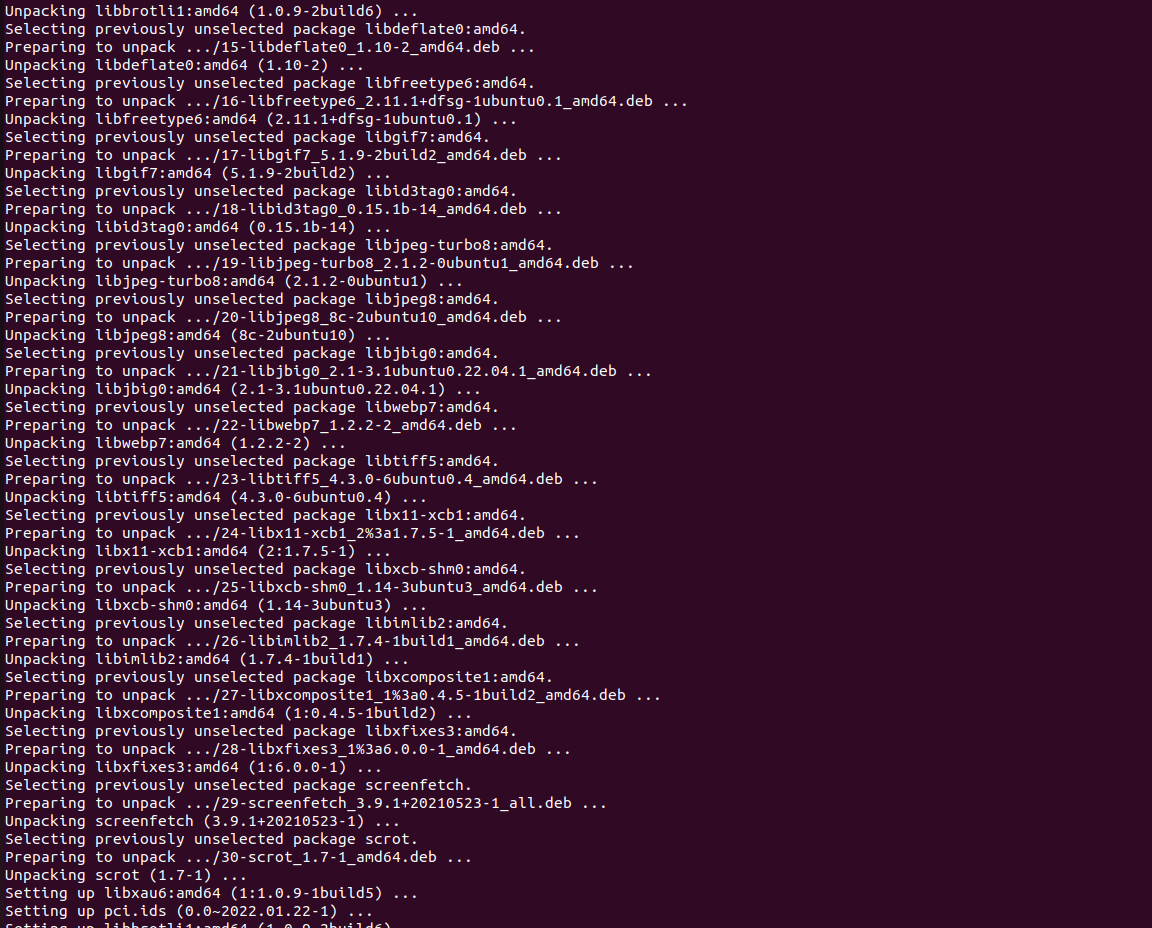 Unpacking libbrotli1:amd64 (1.0.9-2build6) ...
Selecting previously unselected package libdeflate0:amd64.
Preparing to unpack .../15-libdeflate0_1.10-2_amd64.deb ...
Unpacking libdeflate0:amd64 (1.10-2) ...
Selecting previously unselected package libfreetype6:amd64.
Preparing to unpack .../16-libfreetype6_2.11.1+dfsg-1ubuntu0.1_amd64.deb ...
Unpacking libfreetype6:amd64 (2.11.1+dfsg-1ubuntu0.1) ...
Selecting previously unselected package libgif7:amd64.
Preparing to unpack .../17-libgif7_5.1.9-2build2_amd64.deb ...
Unpacking libgif7:amd64 (5.1.9-2build2) ...
Selecting previously unselected package libid3tag0:amd64.
Preparing to unpack .../18-libid3tag0_0.15.1b-14_amd64.deb ...
Unpacking libid3tag0:amd64 (0.15.1b-14) ...
Selecting previously unselected package libjpeg-turbo8:amd64.
Preparing to unpack .../19-libjpeg-turbo8_2.1.2-0ubuntu1_amd64.deb ...
Unpacking libjpeg-turbo8:amd64 (2.1.2-0ubuntu1) ...
Selecting previously unselected package libjpeg8:amd64.
Preparing to unpack .../20-libjpeg8_8c-2ubuntu10_amd64.deb ...
Unpacking libjpeg8:amd64 (8c-2ubuntu10) ...
Selecting previously unselected package libjbig0:amd64.
Preparing to unpack .../21-libjbig0_2.1-3.1ubuntu0.22.04.1_amd64.deb ...
Unpacking libjbig0:amd64 (2.1-3.1ubuntu0.22.04.1) ...
Selecting previously unselected package libwebp7:amd64.
Preparing to unpack .../22-libwebp7_1.2.2-2_amd64.deb ...
Unpacking libwebp7:amd64 (1.2.2-2) ...
Selecting previously unselected package libtiff5:amd64.
Preparing to unpack .../23-libtiff5_4.3.0-6ubuntu0.4_amd64.deb ...
Unpacking libtiff5:amd64 (4.3.0-6ubuntu0.4) ...
Selecting previously unselected package libx11-xcb1:amd64.
Preparing to unpack .../24-libx11-xcb1_2%3a1.7.5-1_amd64.deb ...
Unpacking libx11-xcb1:amd64 (2:1.7.5-1) ...
Selecting previously unselected package libxcb-shm0:amd64.
Preparing to unpack .../25-libxcb-shm0_1.14-3ubuntu3_amd64.deb ...
Unpacking libxcb-shm0:amd64 (1.14-3ubuntu3) ...
Selecting previously unselected package libimlib2:amd64.
Preparing to unpack .../26-libimlib2_1.7.4-1build1_amd64.deb ...
Unpacking libimlib2:amd64 (1.7.4-1build1) ...
Selecting previously unselected package libxcomposite1:amd64.
Preparing to unpack .../27-libxcomposite1_1%3a0.4.5-1build2_amd64.deb ...
Unpacking libxcomposite1:amd64 (1:0.4.5-1build2) ...
Selecting previously unselected package libxfixes3:amd64.
Preparing to unpack .../28-libxfixes3_1%3a6.0.0-1_amd64.deb ...
Unpacking libxfixes3:amd64 (1:6.0.0-1) ...
Selecting previously unselected package screenfetch.
Preparing to unpack .../29-screenfetch_3.9.1+20210523-1_all.deb ...
Unpacking screenfetch (3.9.1+20210523-1) ...
Selecting previously unselected package scrot.
Preparing to unpack .../30-scrot_1.7-1_amd64.deb ...
Unpacking scrot (1.7-1) ...
Setting up libxau6:amd64 (1:1.0.9-1build5) ...
Setting up pci.ids (0.0~2022.01.22-1) ...
Setting up libbrotli1:amd64 (1.0.9-2build6)